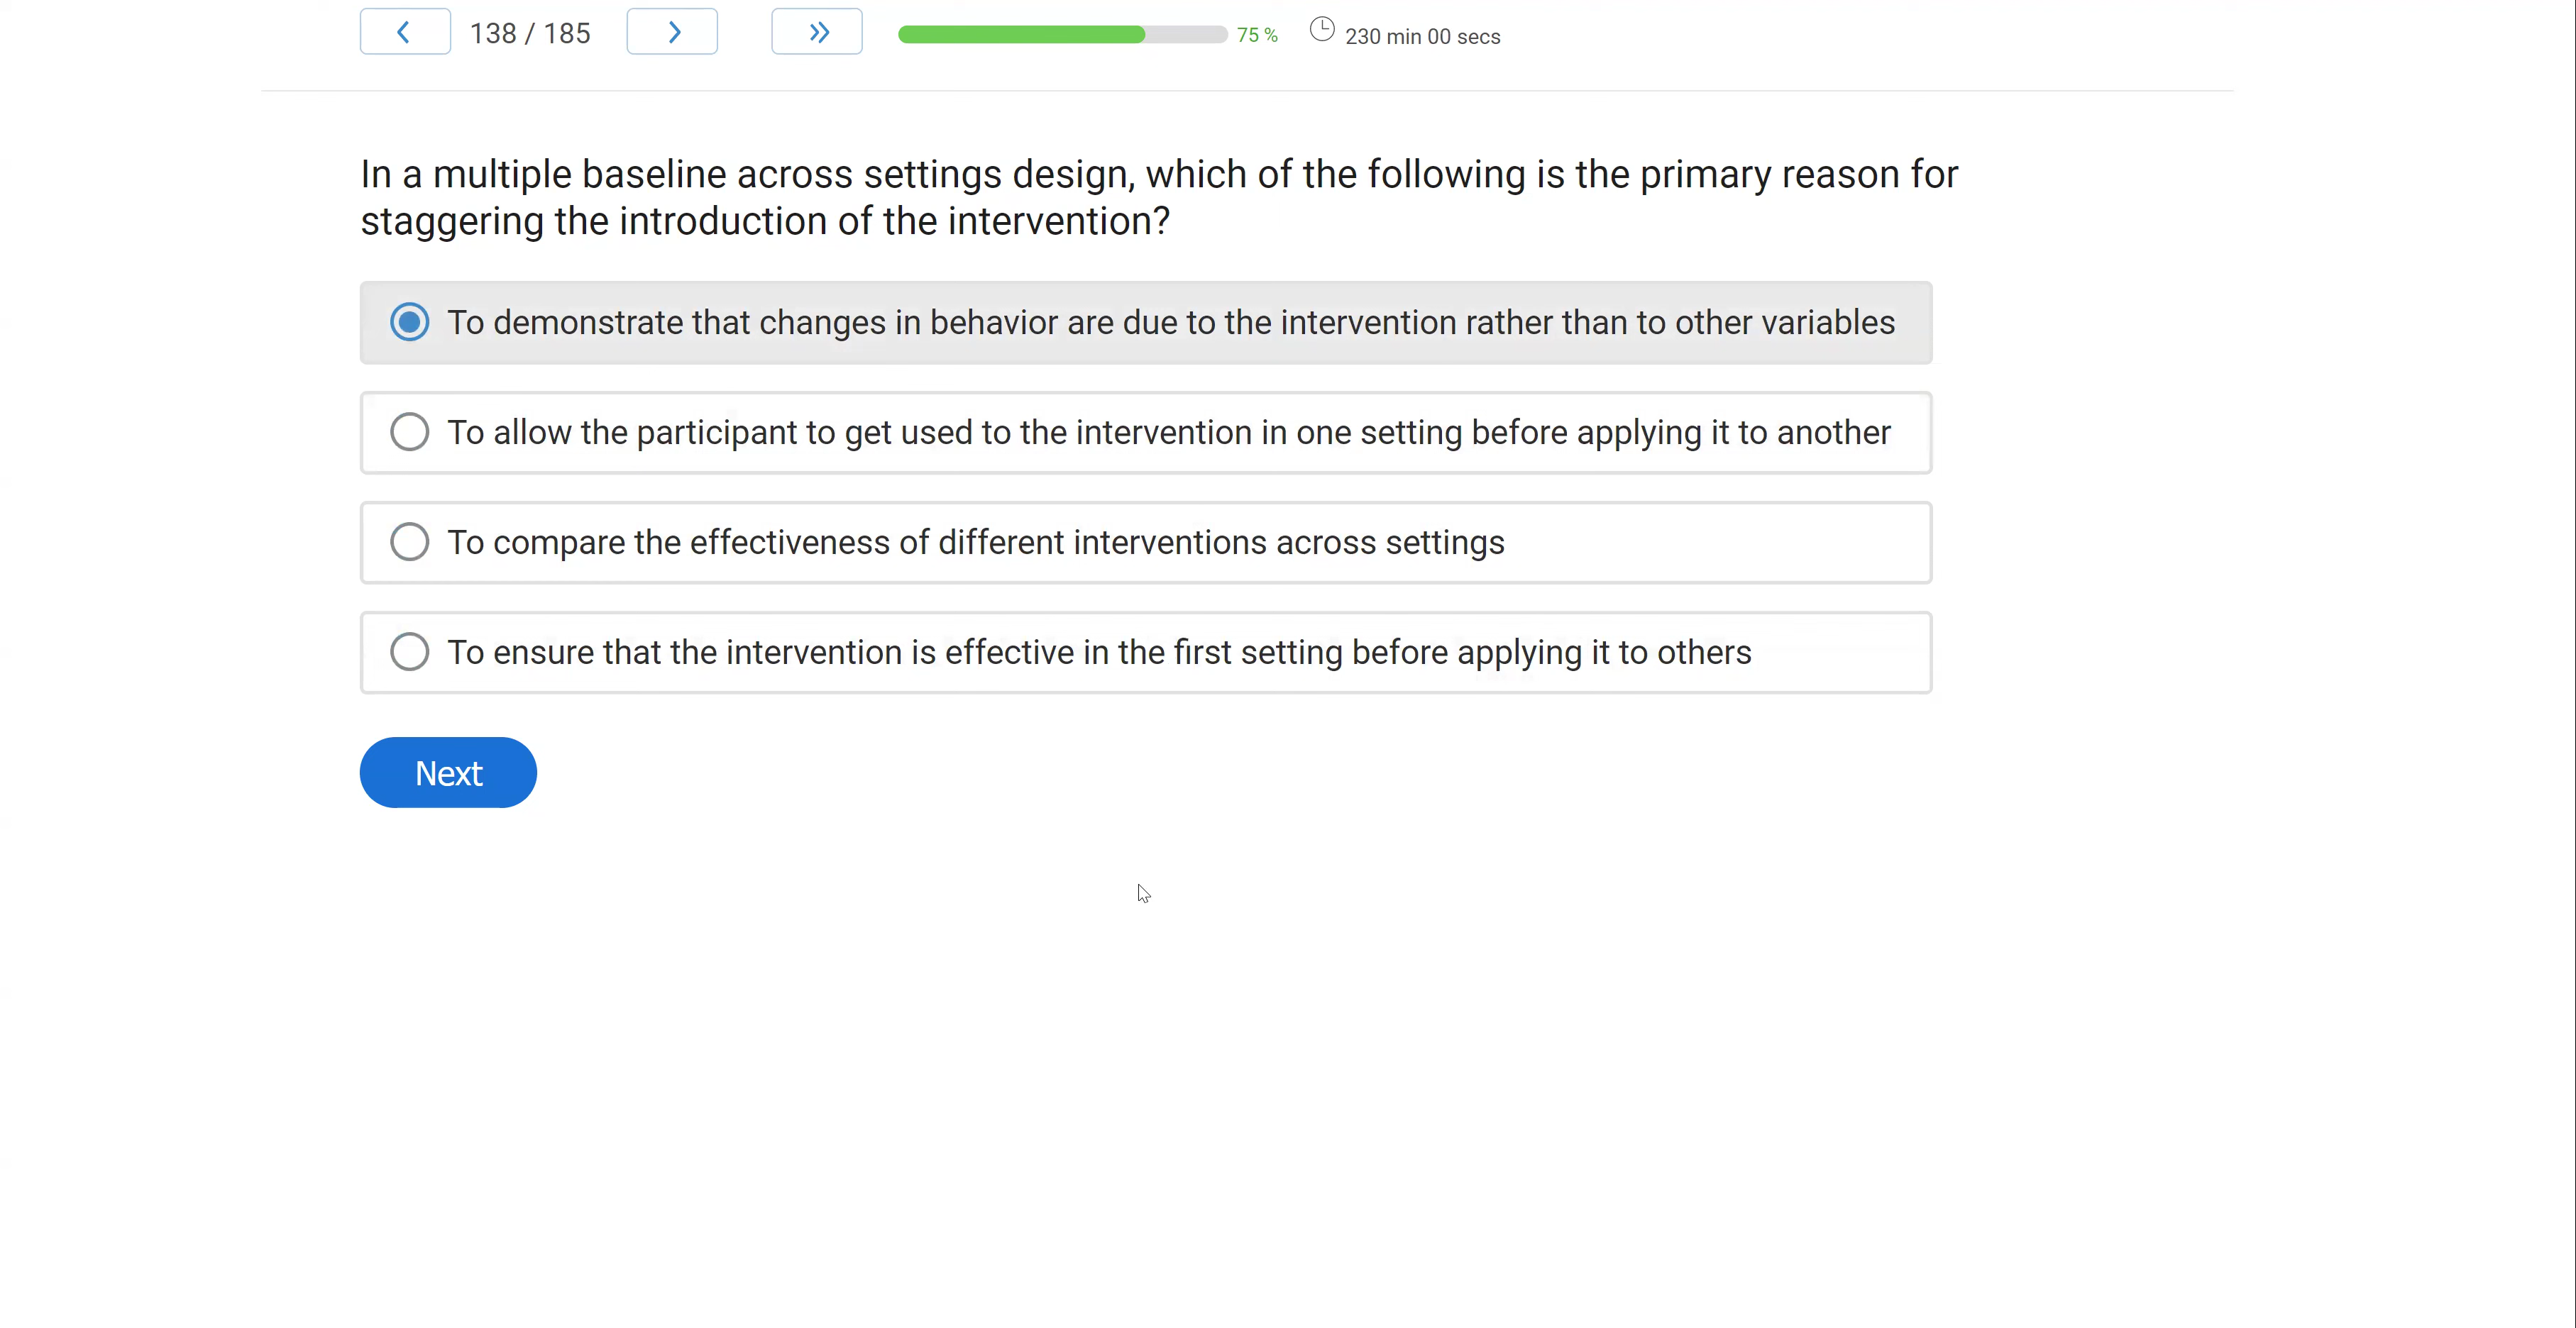 138 / 185
75 %
230 min 00 secs
In a multiple baseline across settings design, which of the following is the primary reason for
staggering the introduction of the intervention?
To demonstrate that changes in behavior are due to the intervention rather than to other variables
To allow the participant to get used to the intervention in one setting before applying it to another
To compare the effectiveness of different interventions across settings
To ensure that the intervention is effective in the first setting before applying it to others
Next